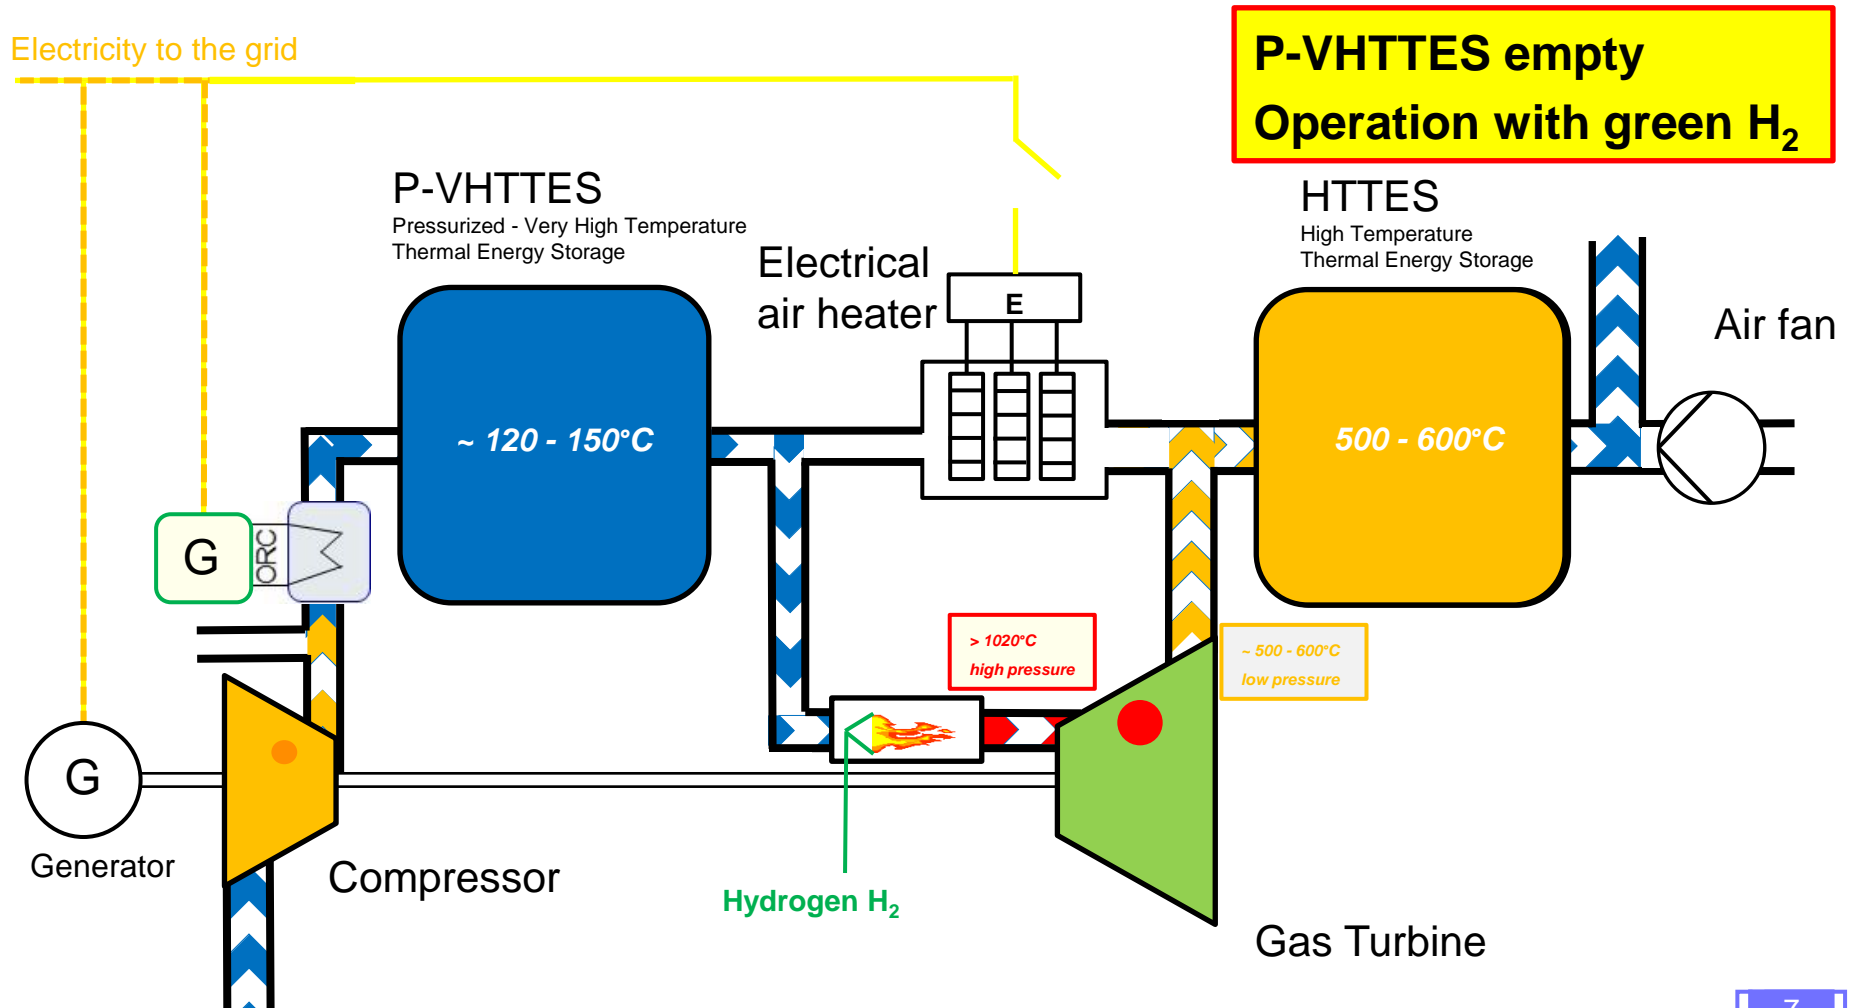 Electricity to the grid
P-VHTTES empty
Operation with green H₂
P-VHTTES
Pressurized - Very High Temperature
Thermal Energy Storage
HTTES
High Temperature
Thermal Energy Storage
Electrical
air heater
E
Air fan
~ 120 - 150°C
500 - 600°C
G
ORC
> 1020°C
high pressure
~ 500 - 600°C
low pressure
G
Generator
Compressor
Hydrogen H₂
Gas Turbine
7